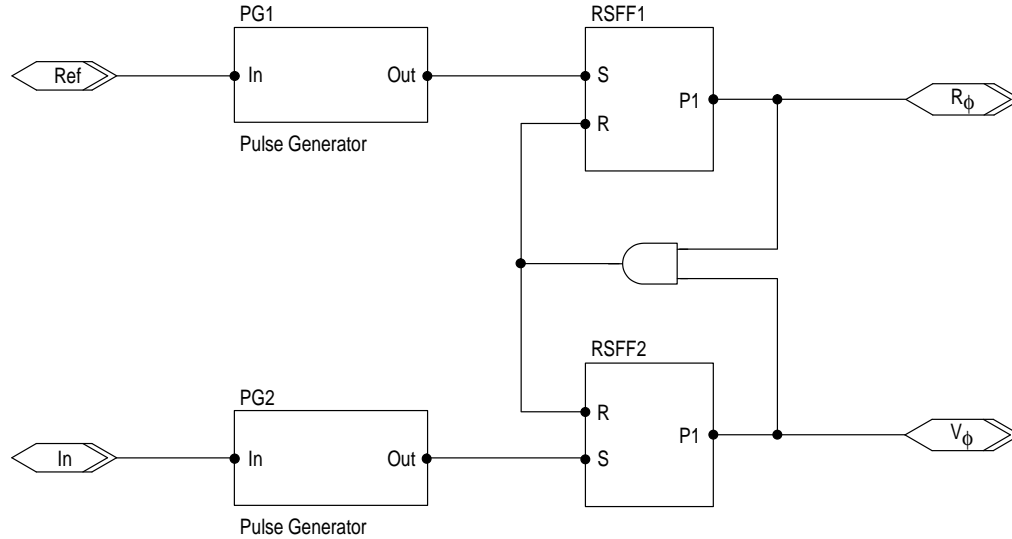 PG1
RSFF1
Ref
In
Out
S
P1
R
Rϕ
Pulse Generator
RSFF2
PG2
R
P1
Vϕ
In
In
Out
S
Pulse Generator